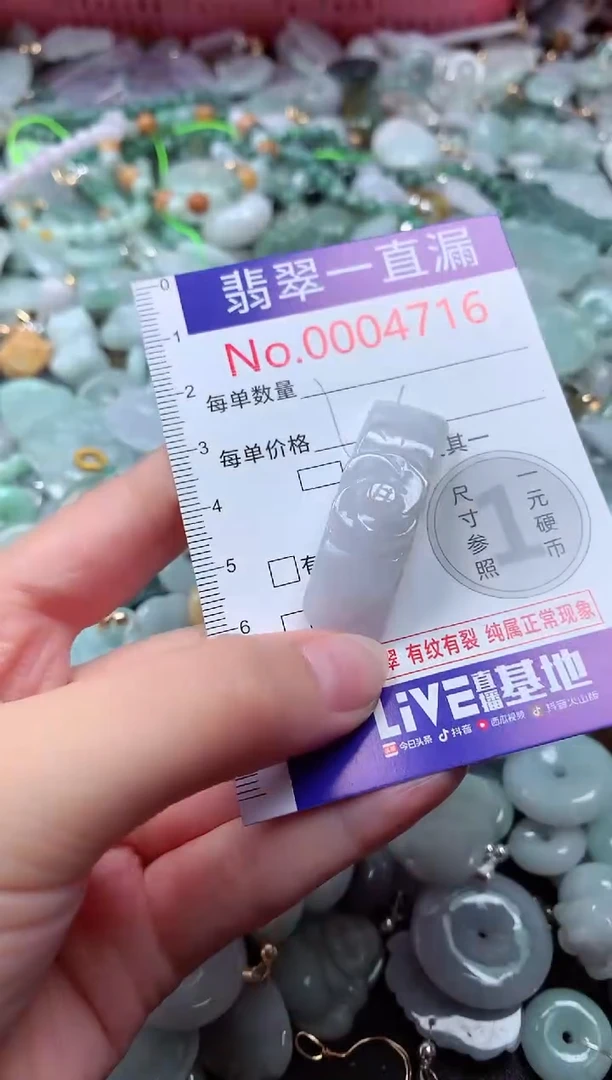 翡翠一直漏
No.0004716
每单数量
每单价格
其一
有
0
1
2
3
4
5
6
1
一元硬币
尺寸参照
翠 有纹有裂 纯属正常现象
LiVE直播基地
今日头条 抖音 西瓜视频 抖音火山版